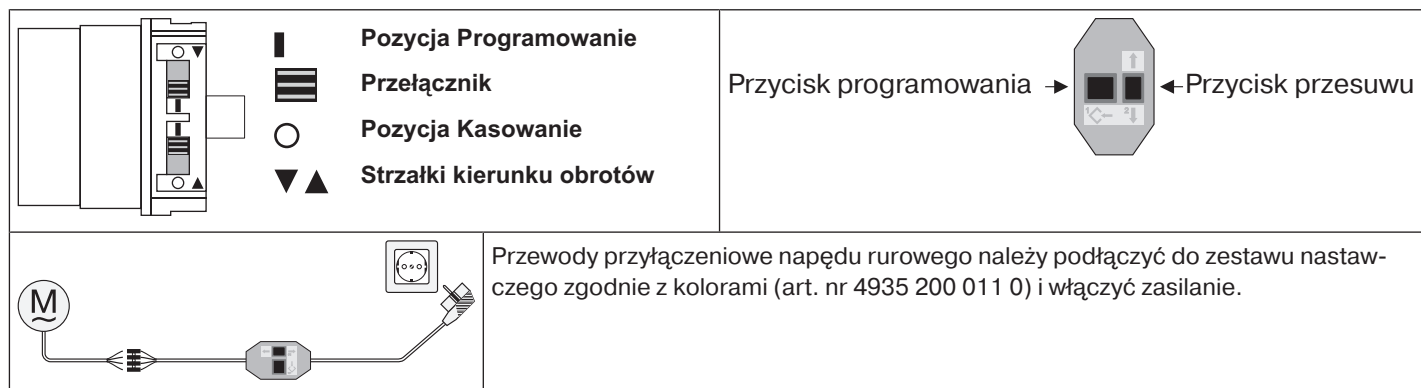 Pozycja Programowanie
Przełącznik
Pozycja Kasowanie
Strzałki kierunku obrotów
Przycisk programowania
Przycisk przesuwu
M
Przewody przyłączeniowe napędu rurowego należy podłączyć do zestawu nastaw-
czego zgodnie z kolorami (art. nr 4935 200 011 0) i włączyć zasilanie.